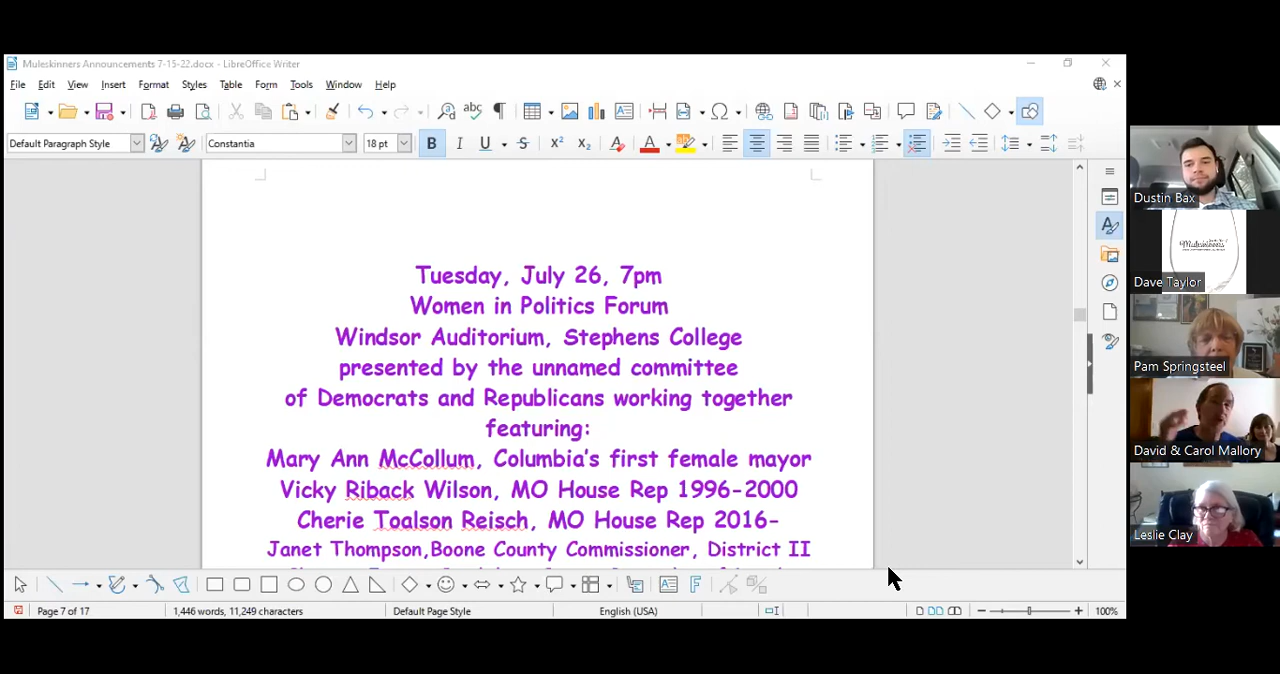 Muleskinners Announcements 7-15-22.docx - LibreOffice Writer
File Edit View Insert Format Styles Table Form Tools Window Help
Default Paragraph Style Constantia 18 pt
Tuesday, July 26, 7pm
Women in Politics Forum
Windsor Auditorium, Stephens College
presented by the unnamed committee
of Democrats and Republicans working together
featuring:
Mary Ann McCollum, Columbia's first female mayor
Vicky Riback Wilson, MO House Rep 1996-2000
Cherie Toalson Reisch, MO House Rep 2016-
Janet Thompson,Boone County Commissioner, District II
Page 7 of 17 1,446 words, 11,249 characters Default Page Style English (USA) 100%
Dustin Bax
Muleskinners
Dave Taylor
Pam Springsteel
David & Carol Mallory
Leslie Clay